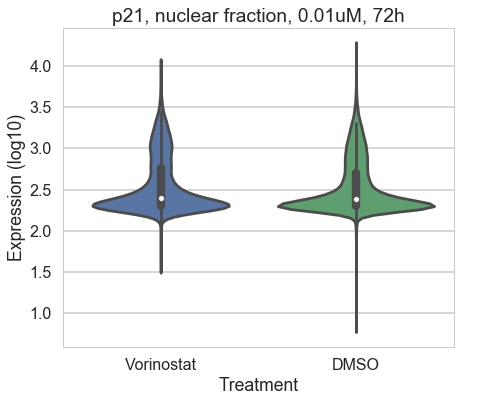 p21, nuclear fraction, 0.01uM, 72h
Expression (log10)
4.0
3.5
3.0
2.5
2.0
1.5
1.0
Vorinostat DMSO
Treatment